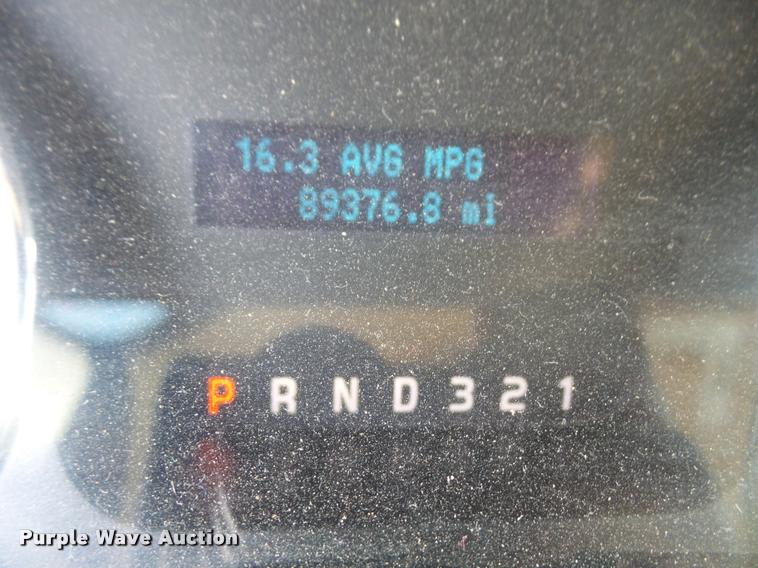 16.3 AVG MPG
89376.8 mi
P R N D 3 2 1
Purple Wave Auction